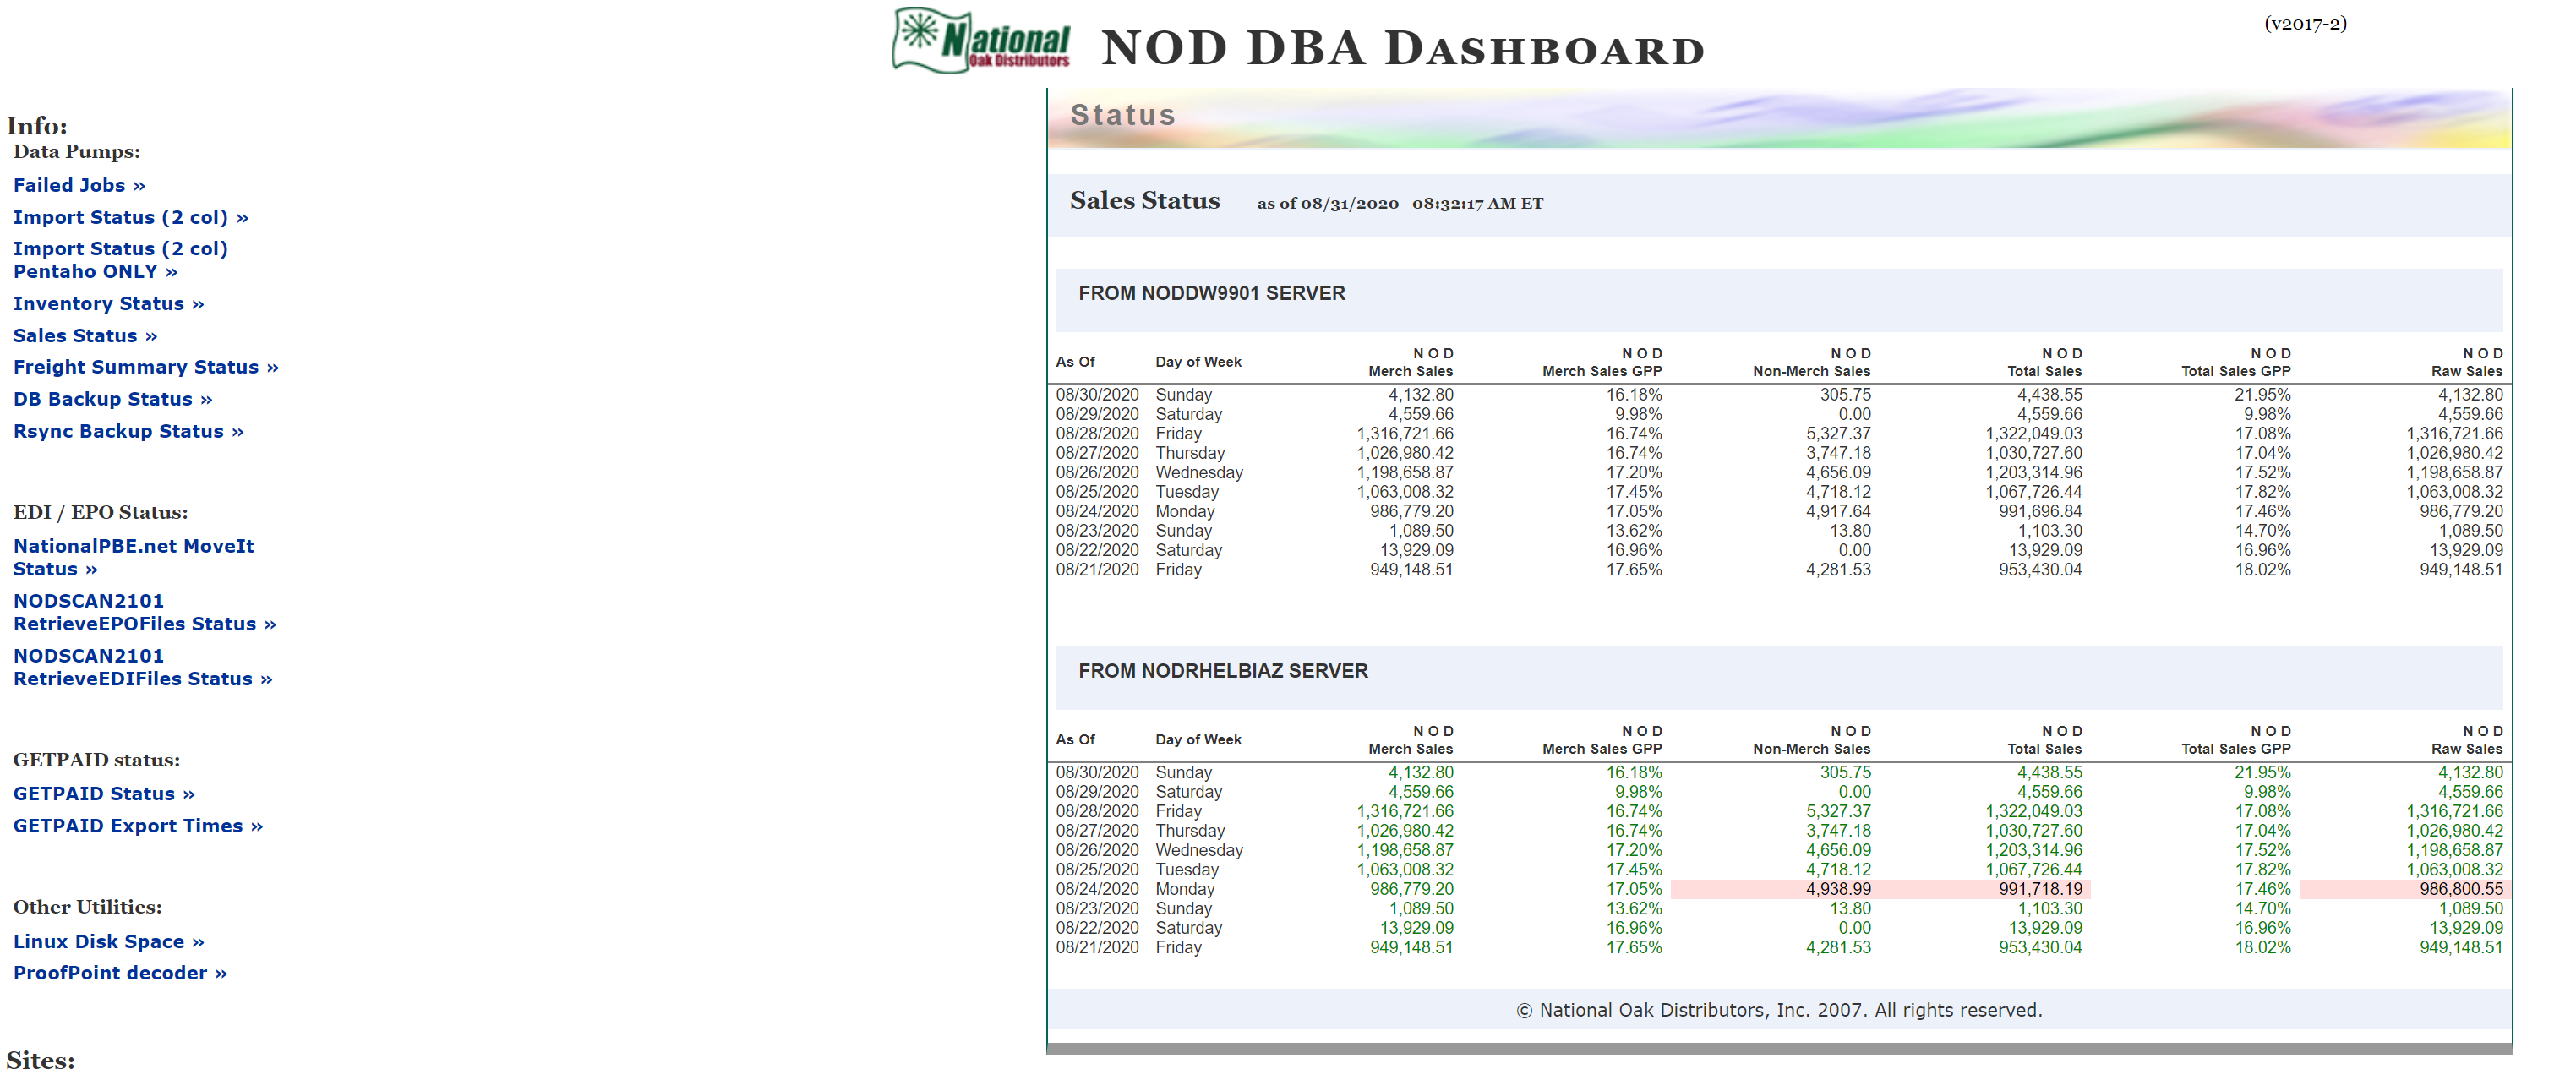 National
Oak Distributors
NOD DBA Dashboard
(v2017-2)
Info:
Data Pumps:
Failed Jobs »
Import Status (2 col) »
Import Status (2 col)
Pentaho ONLY »
Inventory Status »
Sales Status »
Freight Summary Status »
DB Backup Status »
Rsync Backup Status »
EDI / EPO Status:
NationalPBE.net MoveIt
Status »
NODSCAN2101
RetrieveEPOFiles Status »
NODSCAN2101
RetrieveEDIFiles Status »
GETPAID status:
GETPAID Status »
GETPAID Export Times »
Other Utilities:
Linux Disk Space »
ProofPoint decoder »
Sites:
Status
Sales Status as of 08/31/2020 08:32:17 AM ET
FROM NODDW9901 SERVER
As Of Day of Week N O D Merch Sales N O D Merch Sales GPP N O D Non-Merch Sales N O D Total Sales N O D Total Sales GPP N O D Raw Sales
08/30/2020 Sunday 4,132.80 16.18% 305.75 4,438.55 21.95% 4,132.80
08/29/2020 Saturday 4,559.66 9.98% 0.00 4,559.66 9.98% 4,559.66
08/28/2020 Friday 1,316,721.66 16.74% 5,327.37 1,322,049.03 17.08% 1,316,721.66
08/27/2020 Thursday 1,026,980.42 16.74% 3,747.18 1,030,727.60 17.04% 1,026,980.42
08/26/2020 Wednesday 1,198,658.87 17.20% 4,656.09 1,203,314.96 17.52% 1,198,658.87
08/25/2020 Tuesday 1,063,008.32 17.45% 4,718.12 1,067,726.44 17.82% 1,063,008.32
08/24/2020 Monday 986,779.20 17.05% 4,917.64 991,696.84 17.46% 986,779.20
08/23/2020 Sunday 1,089.50 13.62% 13.80 1,103.30 14.70% 1,089.50
08/22/2020 Saturday 13,929.09 16.96% 0.00 13,929.09 16.96% 13,929.09
08/21/2020 Friday 949,148.51 17.65% 4,281.53 953,430.04 18.02% 949,148.51
FROM NODRHELBIAZ SERVER
As Of Day of Week N O D Merch Sales N O D Merch Sales GPP N O D Non-Merch Sales N O D Total Sales N O D Total Sales GPP N O D Raw Sales
08/30/2020 Sunday 4,132.80 16.18% 305.75 4,438.55 21.95% 4,132.80
08/29/2020 Saturday 4,559.66 9.98% 0.00 4,559.66 9.98% 4,559.66
08/28/2020 Friday 1,316,721.66 16.74% 5,327.37 1,322,049.03 17.08% 1,316,721.66
08/27/2020 Thursday 1,026,980.42 16.74% 3,747.18 1,030,727.60 17.04% 1,026,980.42
08/26/2020 Wednesday 1,198,658.87 17.20% 4,656.09 1,203,314.96 17.52% 1,198,658.87
08/25/2020 Tuesday 1,063,008.32 17.45% 4,718.12 1,067,726.44 17.82% 1,063,008.32
08/24/2020 Monday 986,779.20 17.05% 4,938.99 991,718.19 17.46% 986,800.55
08/23/2020 Sunday 1,089.50 13.62% 13.80 1,103.30 14.70% 1,089.50
08/22/2020 Saturday 13,929.09 16.96% 0.00 13,929.09 16.96% 13,929.09
08/21/2020 Friday 949,148.51 17.65% 4,281.53 953,430.04 18.02% 949,148.51
© National Oak Distributors, Inc. 2007. All rights reserved.